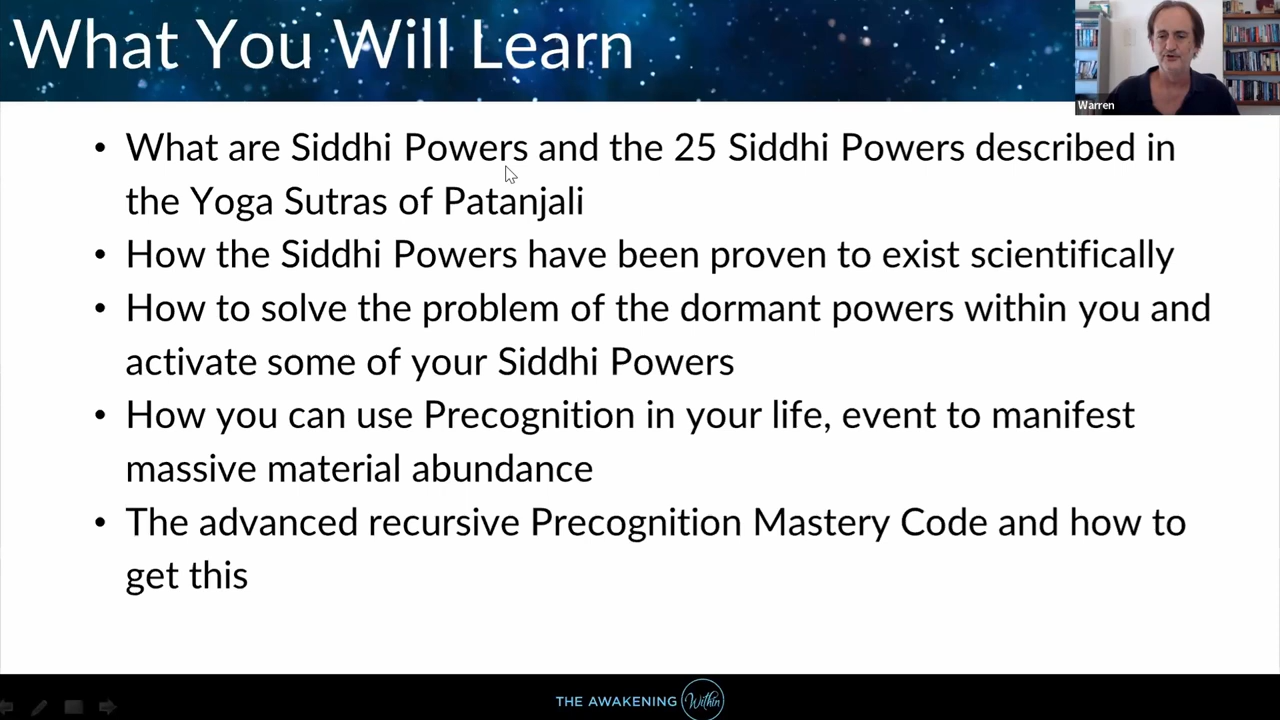 What You Will Learn
Warren
• What are Siddhi Powers and the 25 Siddhi Powers described in
the Yoga Sutras of Patanjali
• How the Siddhi Powers have been proven to exist scientifically
• How to solve the problem of the dormant powers within you and
activate some of your Siddhi Powers
• How you can use Precognition in your life, event to manifest
massive material abundance
• The advanced recursive Precognition Mastery Code and how to
get this
THE AWAKENING Within